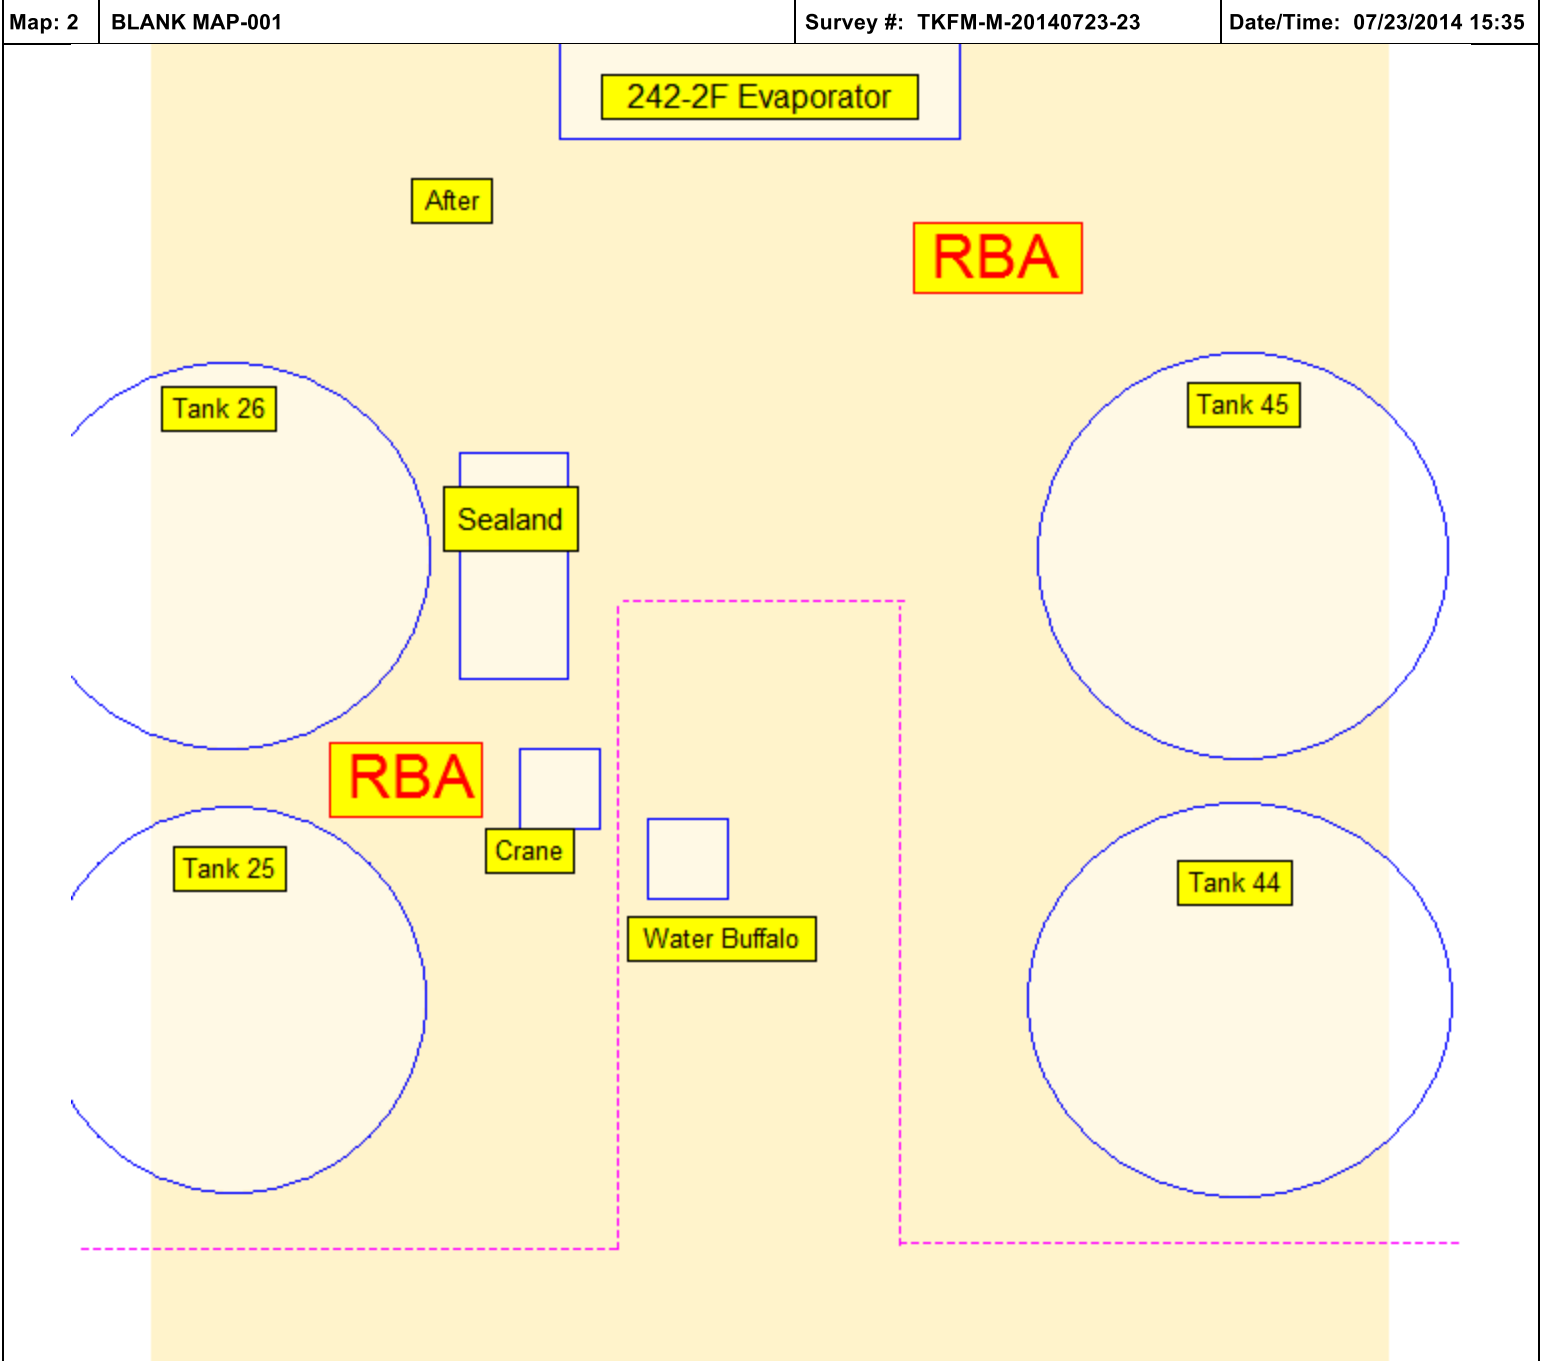 Map: 2 BLANK MAP-001 Survey #: TKFM-M-20140723-23 Date/Time: 07/23/2014 15:35
242-2F Evaporator
After
RBA
Tank 26
Tank 45
Sealand
RBA
Crane
Tank 25
Tank 44
Water Buffalo